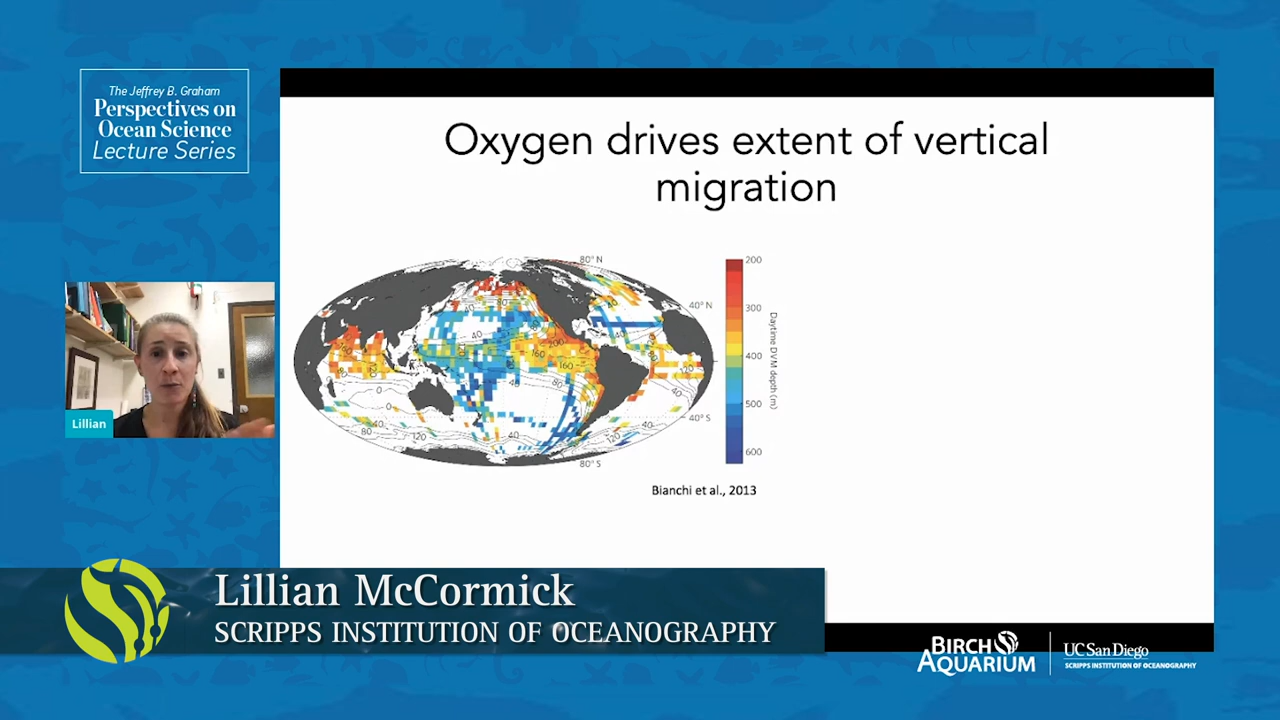 The Jeffrey B. Graham
Perspectives on
Ocean Science
Lecture Series
Oxygen drives extent of vertical
migration
80° N
40° N
40° S
80° S
200
300
400
500
600
Daytime DVM depth (m)
Bianchi et al., 2013
Lillian
Lillian McCormick
SCRIPPS INSTITUTION OF OCEANOGRAPHY
BIRCH
AQUARIUM
UC San Diego
SCRIPPS INSTITUTION OF OCEANOGRAPHY